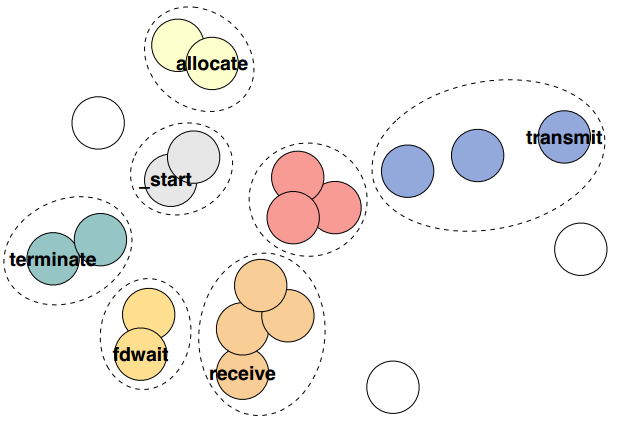 allocate
transmit
_start
terminate
fdwait
receive